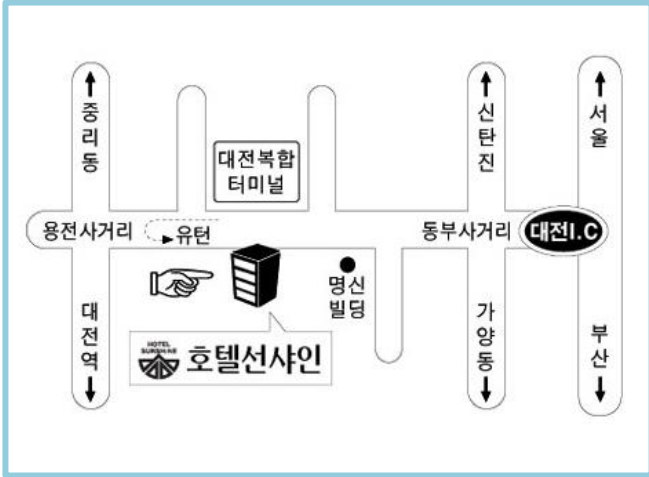 중리동
신탄진
서울
대전복합
터미널
용전사거리
유턴
동부사거리
대전I.C
명신
빌딩
대전역
가양동
부산
HOTEL
SUNSHINE
호텔선샤인